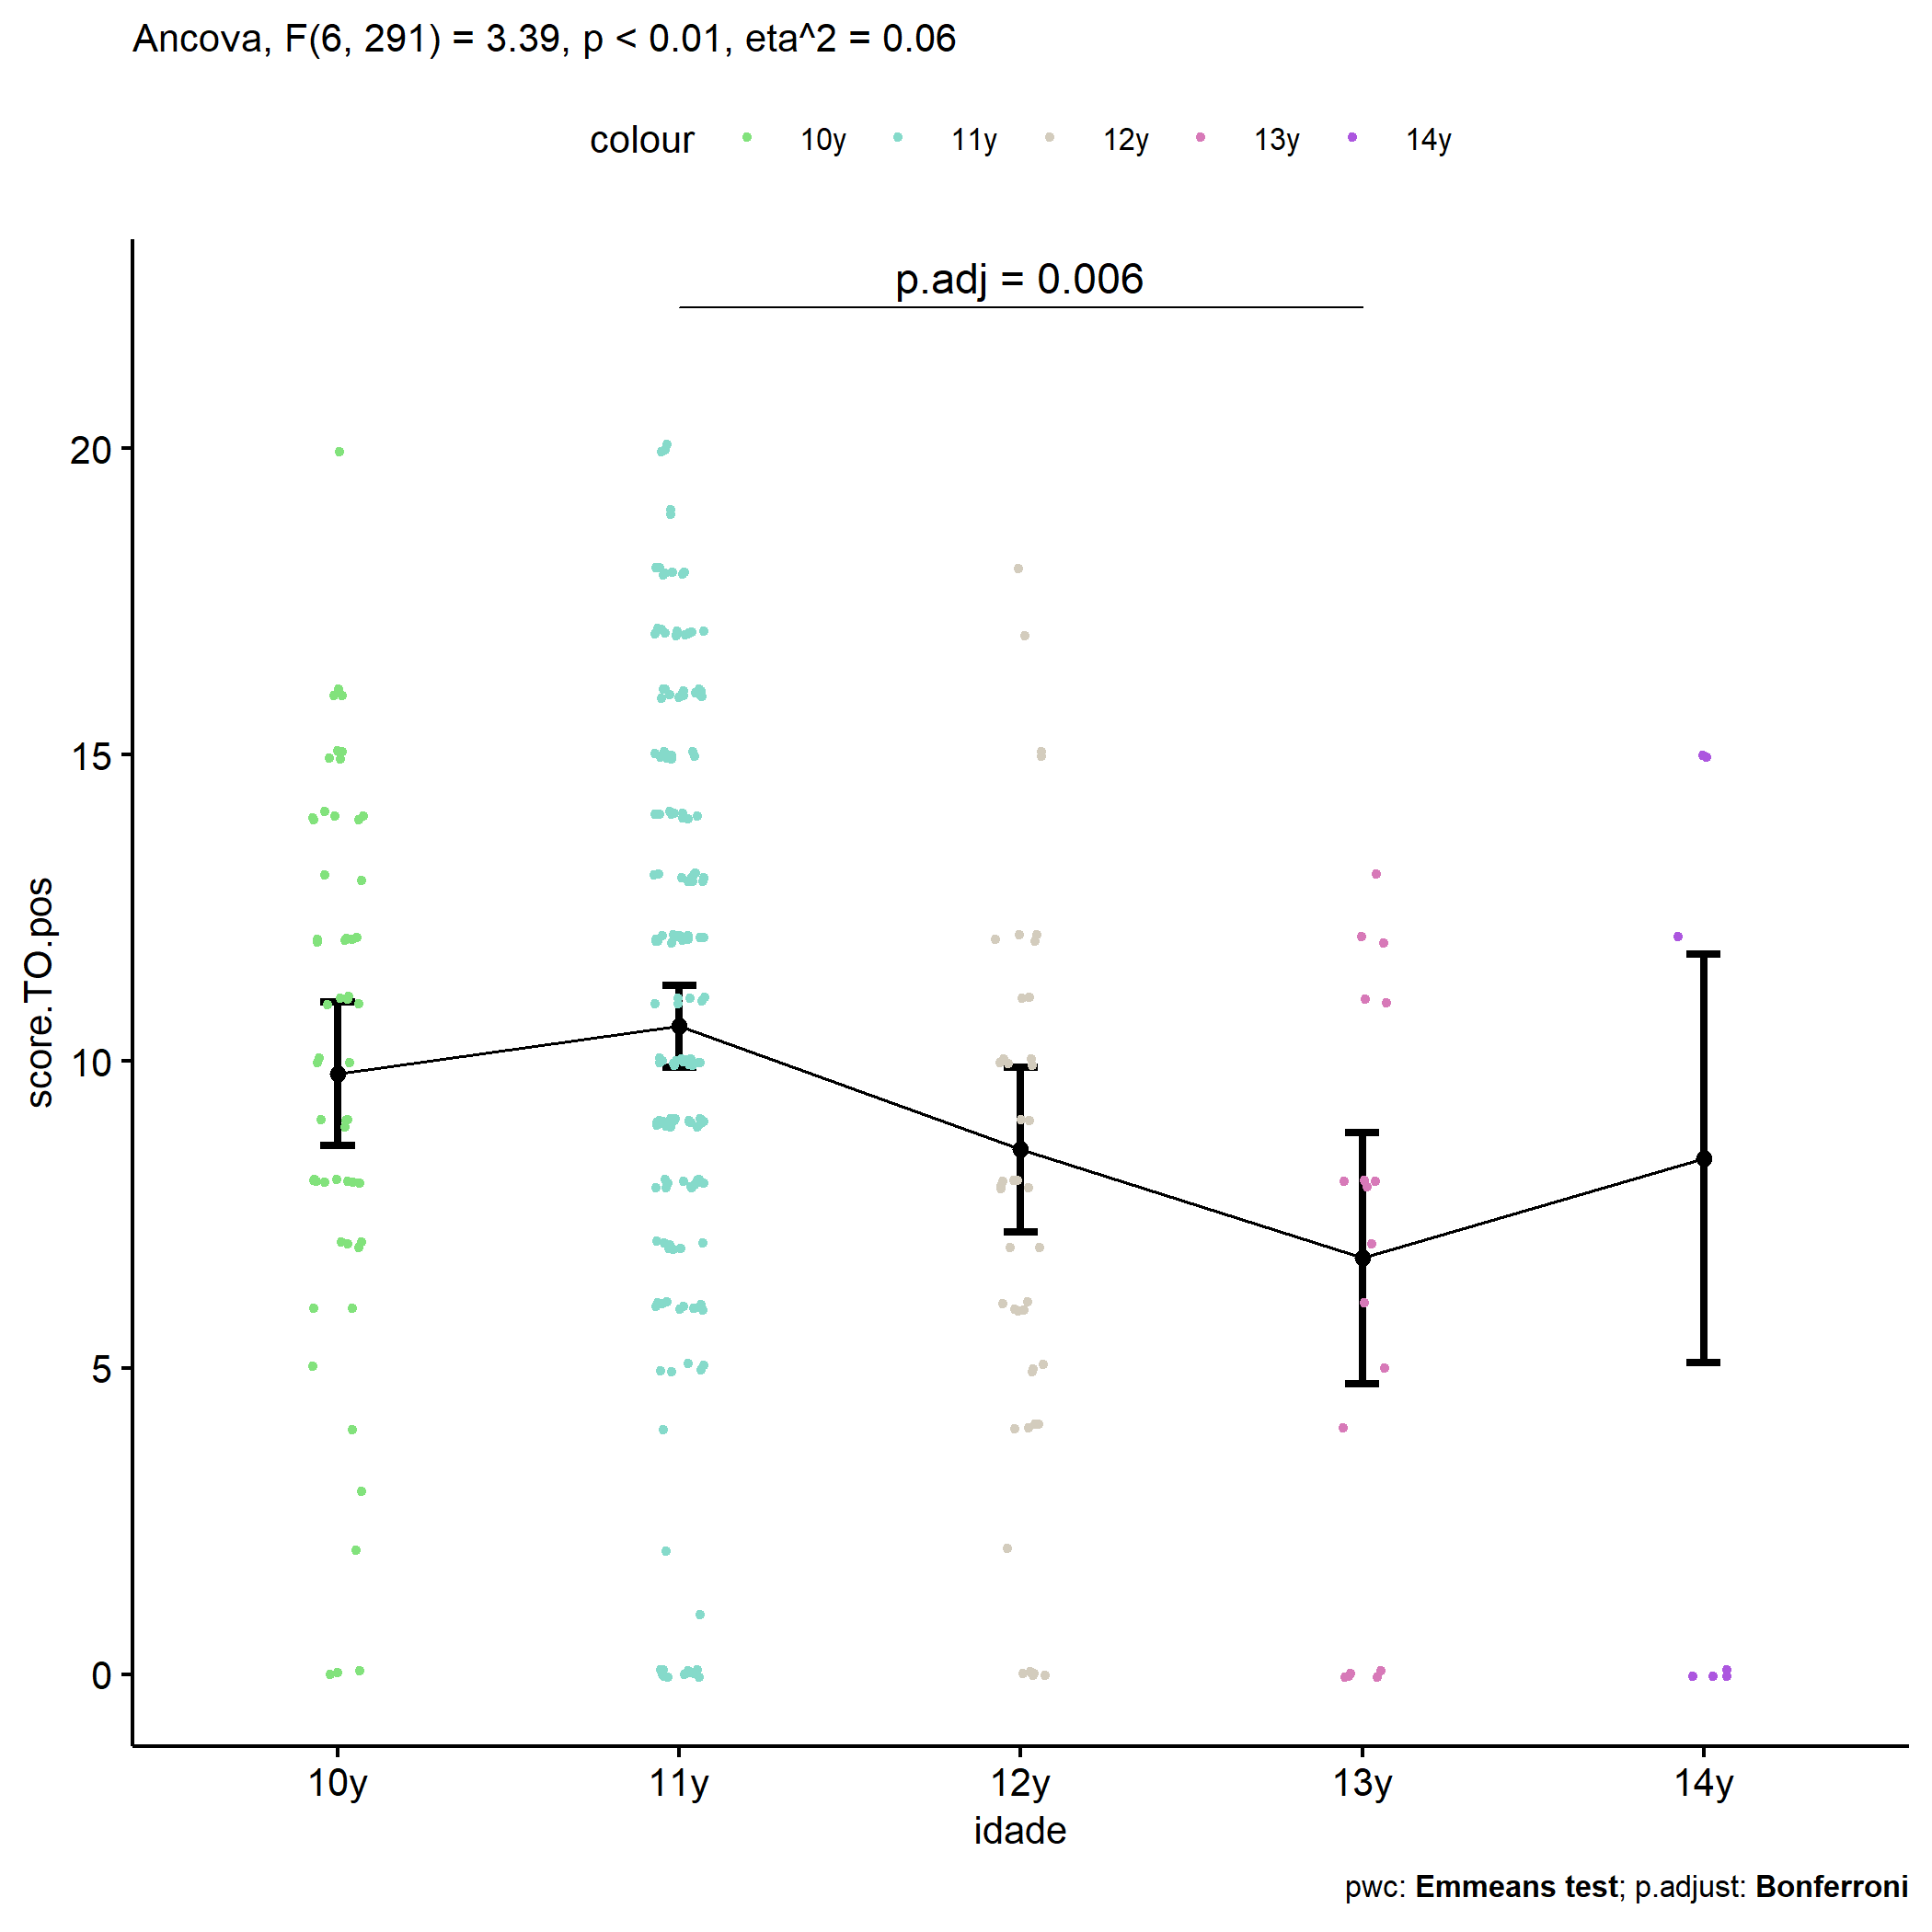 Ancova, F(6, 291) = 3.39, p < 0.01, eta^2 = 0.06
colour 10y 11y 12y 13y 14y
p.adj = 0.006
20
15
10
5
0
score.TO.pos
10y 11y 12y 13y 14y
idade
pwc: Emmeans test; p.adjust: Bonferroni